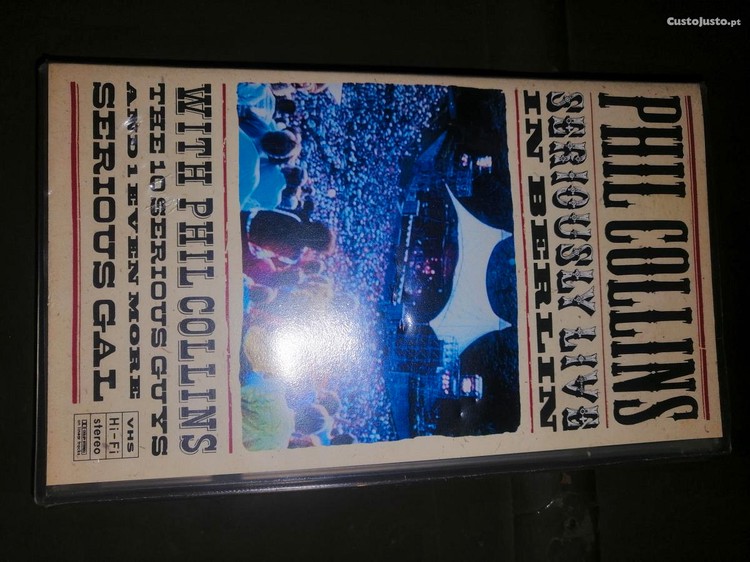 CustoJusto.pt
PHIL COLLINS
SERIOUSLY LIVE
IN BERLIN
WITH PHIL COLLINS
THE 10 SERIOUS GUYS
AND 1 EVEN MORE
SERIOUS GAL
VHS
Hi-Fi
stereo